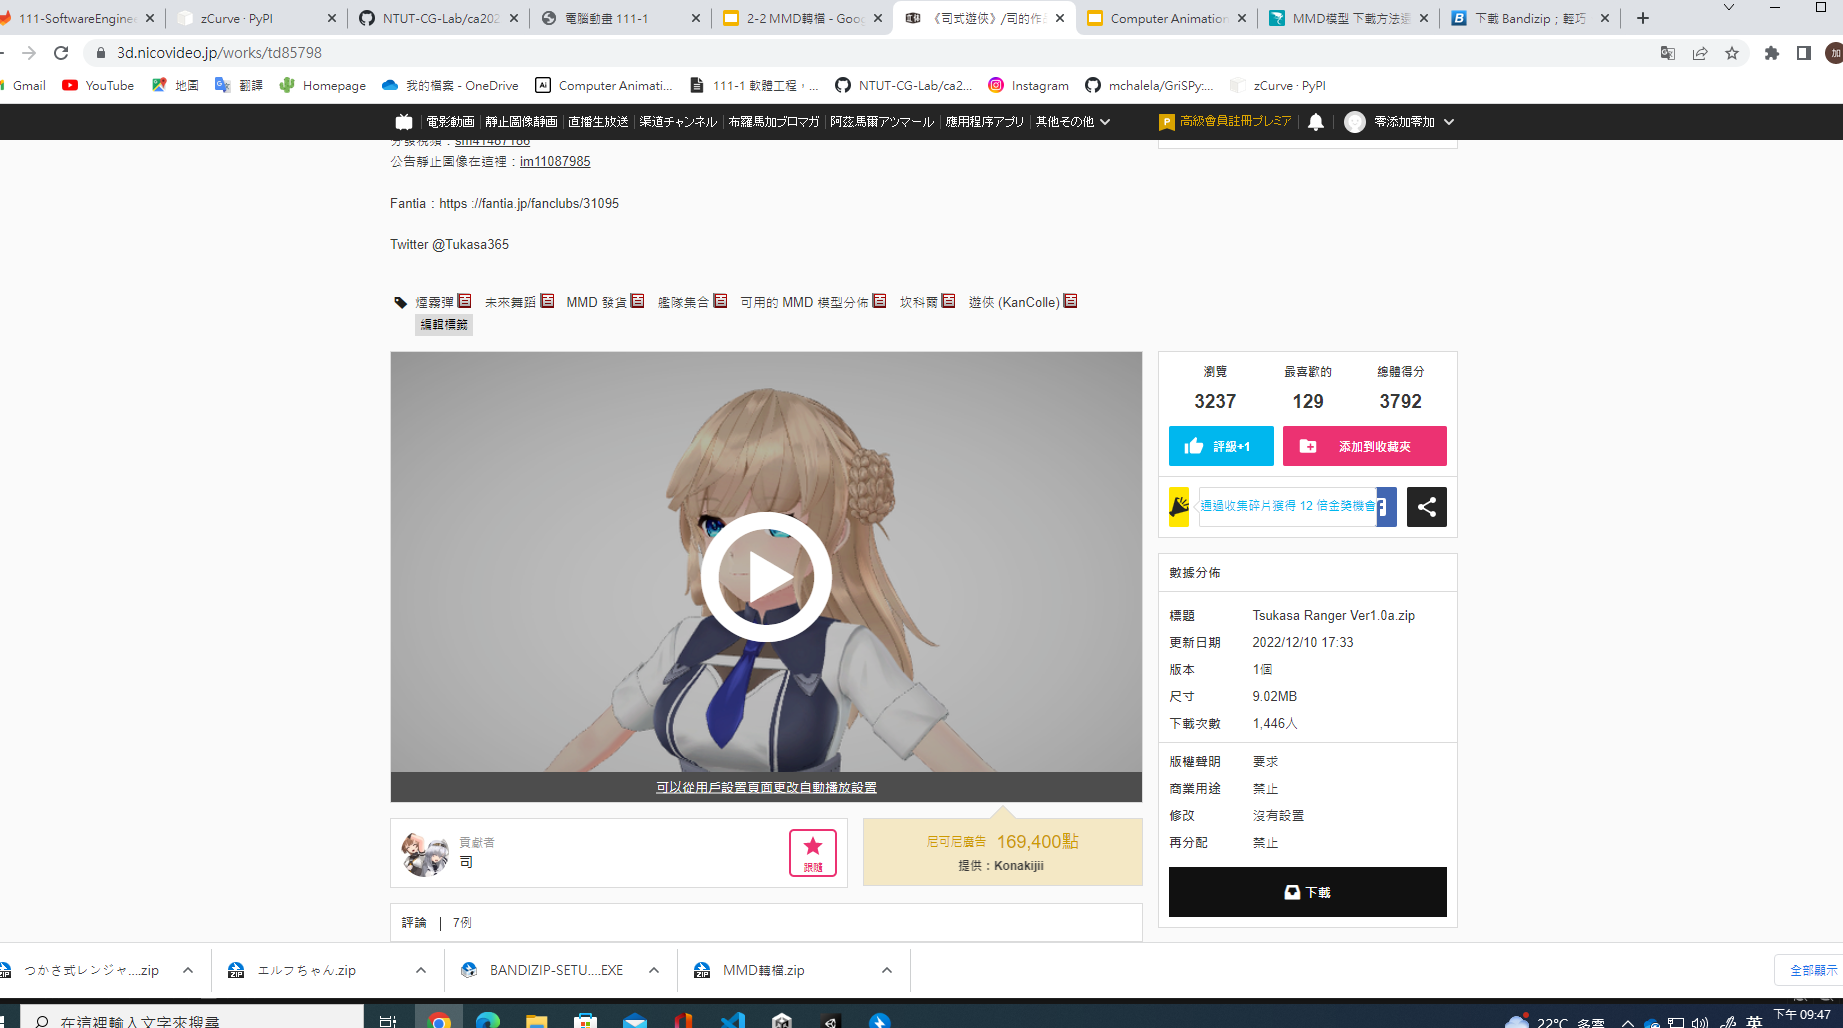 111-SoftwareEnginee
zCurve · PyPI
NTUT-CG-Lab/ca202
電腦動畫 111-1
2-2 MMD轉檔 - Goo
《司式遊俠》/司的作
Computer Animation
MMD模型 下載方法
下載 Bandizip；輕巧
3d.nicovideo.jp/works/td85798
Gmail
YouTube
地圖
翻譯
Homepage
我的檔案 - OneDrive
Computer Animati...
111-1 軟體工程，...
NTUT-CG-Lab/ca2...
Instagram
mchalela/GriSPy:...
zCurve · PyPI
電影動画
静止圖像静画
直播生放送
渠道チャンネル
布羅馬加ブロマガ
阿茲馬爾アツマール
應用程序アプリ
其他その他
高級會員註冊プレミア
零添加零加
分發視頻：sm41487186
公告靜止圖像在這裡：im11087985
Fantia：https ://fantia.jp/fanclubs/31095
Twitter @Tukasa365
煙霧彈
未來舞蹈
MMD 發貨
艦隊集合
可用的 MMD 模型分佈
坎科爾
遊俠 (KanColle)
編輯標籤
可以從用戶設置頁面更改自動播放設置
瀏覽
最喜歡的
總體得分
3237
129
3792
評級+1
添加到收藏夾
通過收集碎片獲得 12 倍金獎機會
數據分佈
標題 Tsukasa Ranger Ver1.0a.zip
更新日期 2022/12/10 17:33
版本 1個
尺寸 9.02MB
下載次數 1,446人
版權聲明 要求
商業用途 禁止
修改 沒有設置
再分配 禁止
下載
貢獻者
司
跟隨
尼可尼廣告 169,400點
提供：Konakijii
評論 | 7例
つかさ式レンジャ....zip
エルフちゃん.zip
BANDIZIP-SETU....EXE
MMD轉檔.zip
全部顯示
在這裡輸入文字來搜尋
22°C 多雲
英
下午 09:47